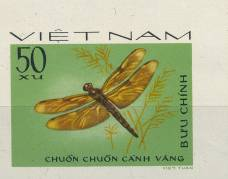 VIỆT NAM
50
XU
BƯU CHÍNH
CHUỒN CHUỒN CÁNH VÀNG